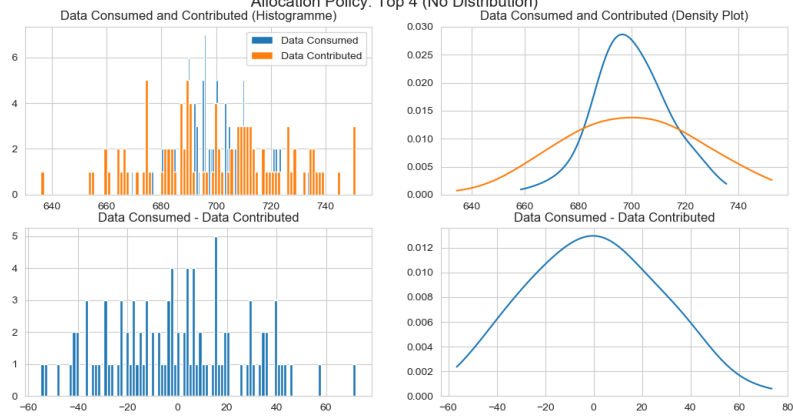 Allocation Policy: Top 4 (No Distribution)
Data Consumed and Contributed (Histogramme)
Data Consumed and Contributed (Density Plot)
Data Consumed
Data Contributed
6
4
2
0
640 660 680 700 720 740
0.030
0.025
0.020
0.015
0.010
0.005
0.000
640 660 680 700 720 740
Data Consumed - Data Contributed
Data Consumed - Data Contributed
5
4
3
2
1
0
−60 −40 −20 0 20 40 60
0.012
0.010
0.008
0.006
0.004
0.002
0.000
−60 −40 −20 0 20 40 60 80